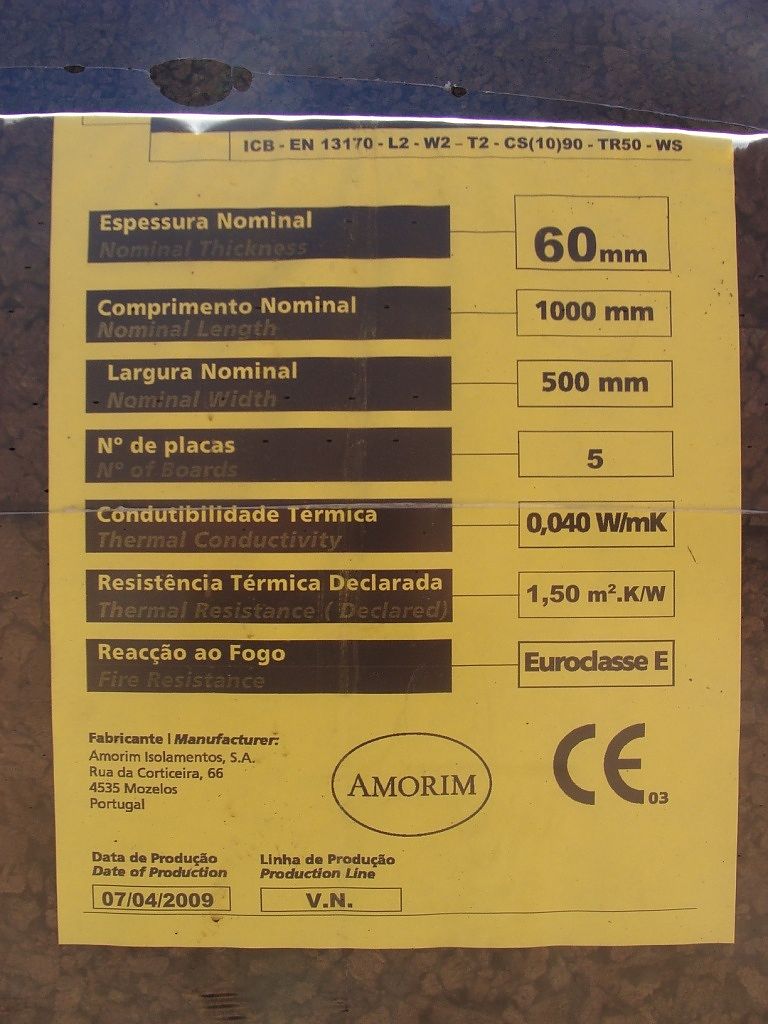 ICB - EN 13170 - L2 - W2 - T2 - CS(10)90 - TR50 - WS
Espessura Nominal
Nominal Thickness
60mm
Comprimento Nominal
Nominal Length
1000 mm
Largura Nominal
Nominal Width
500 mm
Nº de placas
Nº of Boards
5
Condutibilidade Térmica
Thermal Conductivity
0,040 W/mK
Resistência Térmica Declarada
Thermal Resistance ( Declared)
1,50 m².K/W
Reacção ao Fogo
Fire Resistance
Euroclasse E
Fabricante | Manufacturer:
Amorim Isolamentos, S.A.
Rua da Corticeira, 66
4535 Mozelos
Portugal
AMORIM
CE 03
Data de Produção
Date of Production
07/04/2009
Linha de Produção
Production Line
V.N.